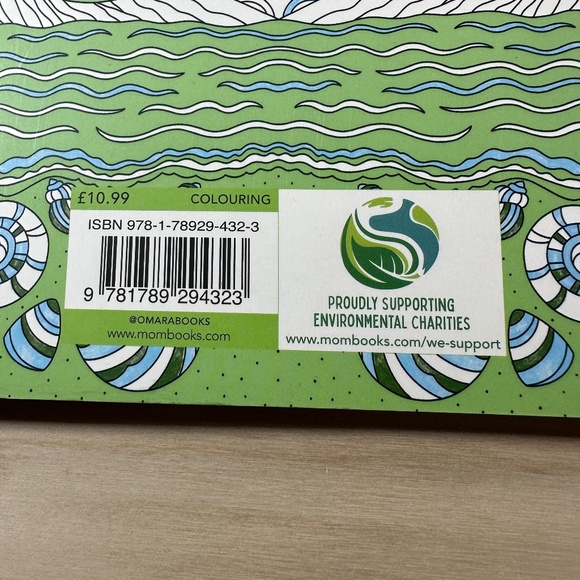 £10.99 COLOURING
ISBN 978-1-78929-432-3
9 781789 294323
@OMARABOOKS
www.mombooks.com
PROUDLY SUPPORTING
ENVIRONMENTAL CHARITIES
www.mombooks.com/we-support